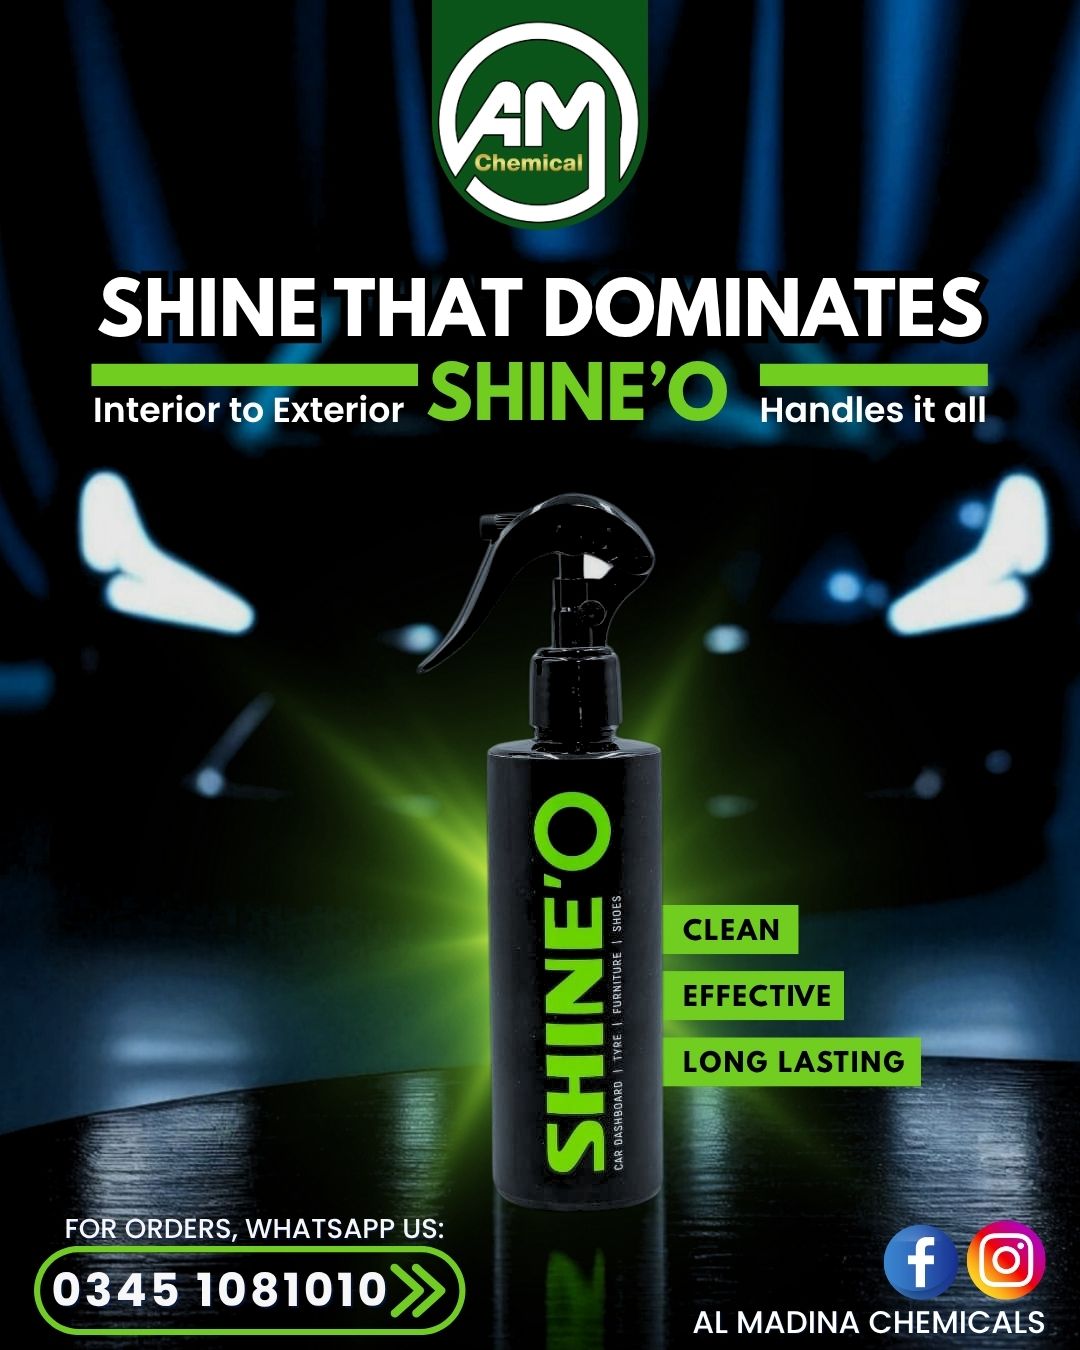 AM
Chemical
SHINE THAT DOMINATES
Interior to Exterior SHINE’O Handles it all
SHINE’O
CAR DASHBOARD | TYRE | FURNITURE | SHOES
CLEAN
EFFECTIVE
LONG LASTING
FOR ORDERS, WHATSAPP US:
0345 1081010
AL MADINA CHEMICALS